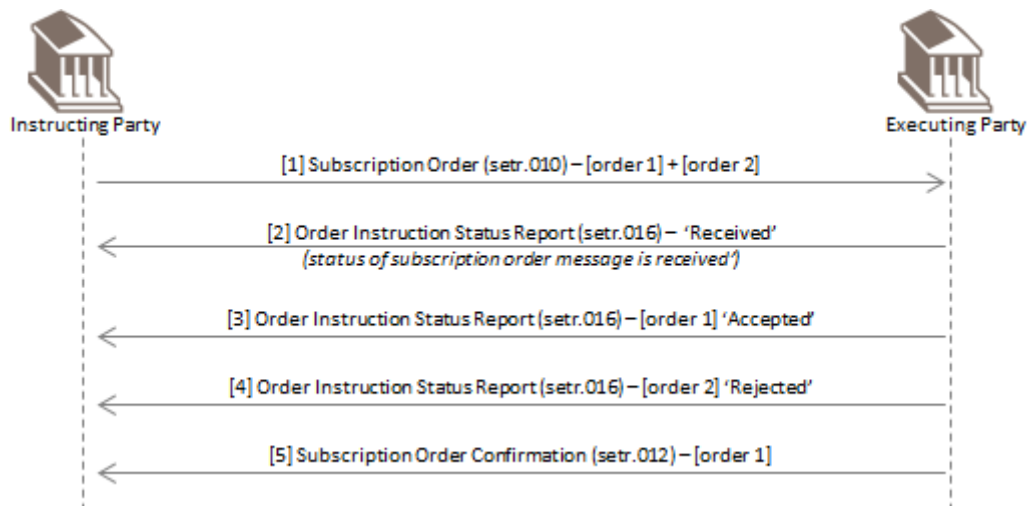 Instructing Party
Executing Party
[1] Subscription Order (setr.010) – [order 1] + [order 2]
[2] Order Instruction Status Report (setr.016) – ‘Received’
(status of subscription order message is received’)
[3] Order Instruction Status Report (setr.016) – [order 1] ‘Accepted’
[4] Order Instruction Status Report (setr.016) – [order 2] ‘Rejected’
[5] Subscription Order Confirmation (setr.012) – [order 1]